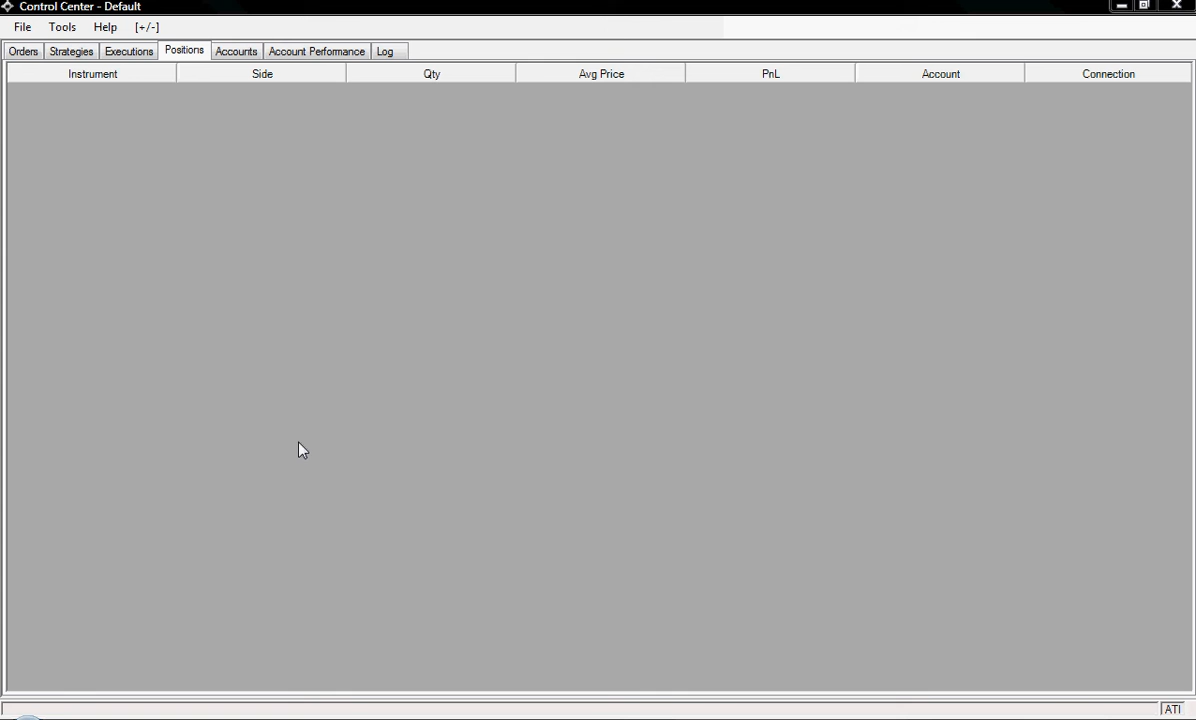 Control Center - Default
File Tools Help [+/-]
Orders Strategies Executions Positions Accounts Account Performance Log
Instrument Side Qty Avg Price PnL Account Connection
ATI